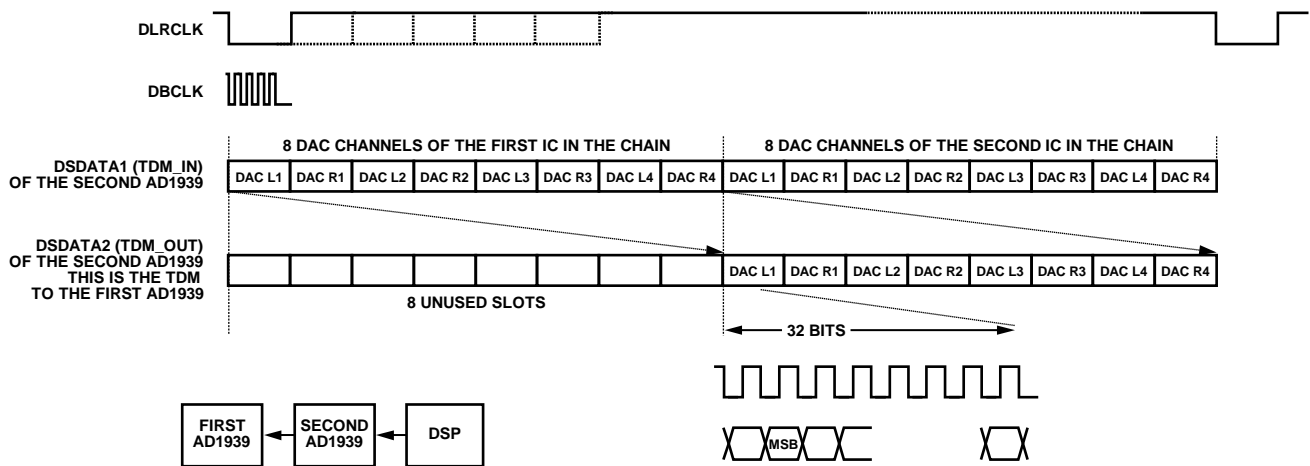 DLRCLK
DBCLK
8 DAC CHANNELS OF THE FIRST IC IN THE CHAIN
8 DAC CHANNELS OF THE SECOND IC IN THE CHAIN
DSDATA1 (TDM_IN)
OF THE SECOND AD1939
DAC L1 DAC R1 DAC L2 DAC R2 DAC L3 DAC R3 DAC L4 DAC R4 DAC L1 DAC R1 DAC L2 DAC R2 DAC L3 DAC R3 DAC L4 DAC R4
DSDATA2 (TDM_OUT)
OF THE SECOND AD1939
THIS IS THE TDM
TO THE FIRST AD1939
DAC L1 DAC R1 DAC L2 DAC R2 DAC L3 DAC R3 DAC L4 DAC R4
8 UNUSED SLOTS
32 BITS
FIRST
AD1939
SECOND
AD1939
DSP
MSB